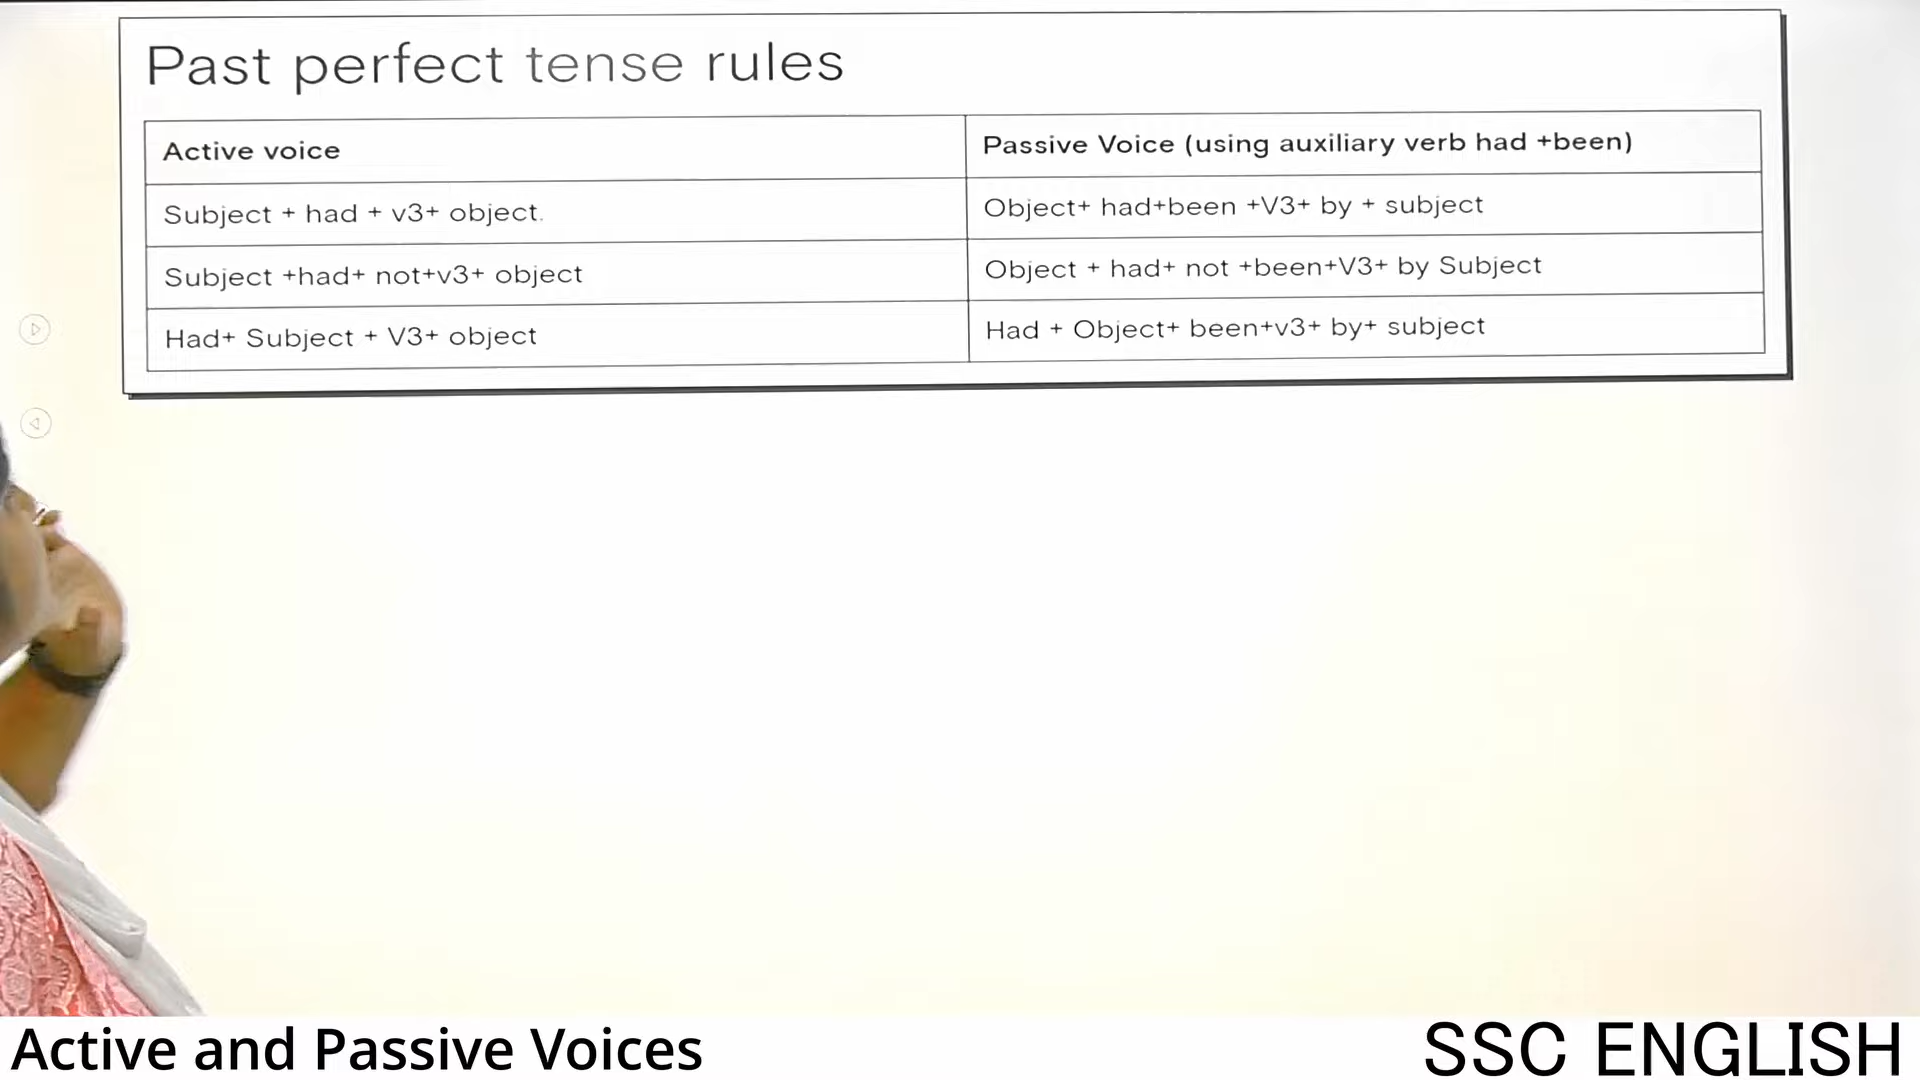 Past perfect tense rules
Active voice
Passive Voice (using auxiliary verb had +been)
Subject + had + v3+ object.
Object+ had+been +V3+ by + subject
Subject +had+ not+v3+ object
Object + had+ not +been+V3+ by Subject
Had+ Subject + V3+ object
Had + Object+ been+v3+ by+ subject
Active and Passive Voices
SSC ENGLISH